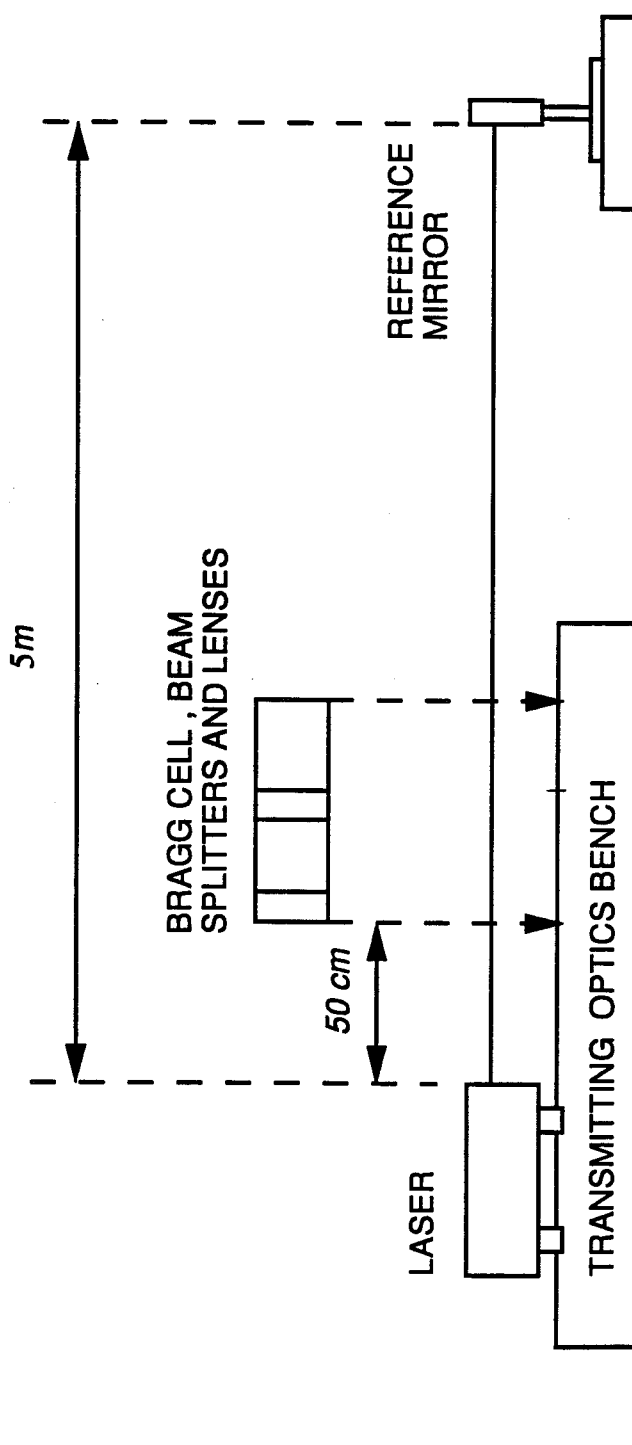 5m
BRAGG CELL, BEAM
SPLITTERS AND LENSES
50 cm
REFERENCE
MIRROR
LASER
TRANSMITTING OPTICS BENCH